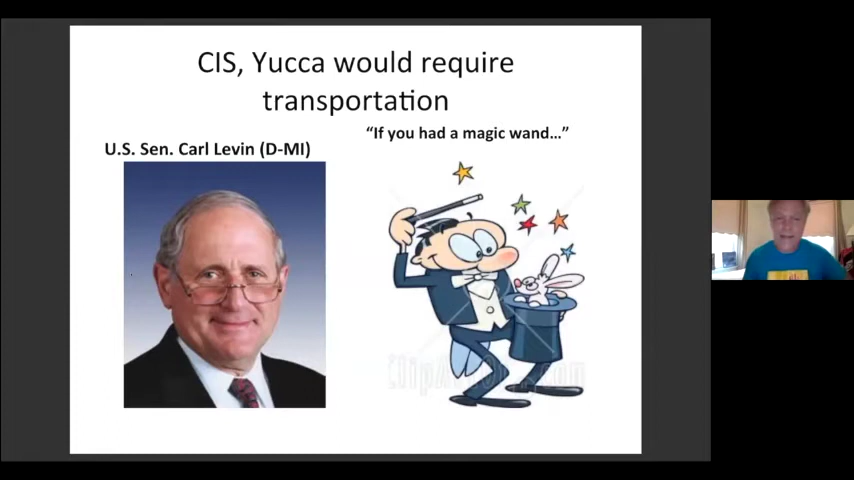 CIS, Yucca would require
transportation
“If you had a magic wand…”
U.S. Sen. Carl Levin (D-MI)